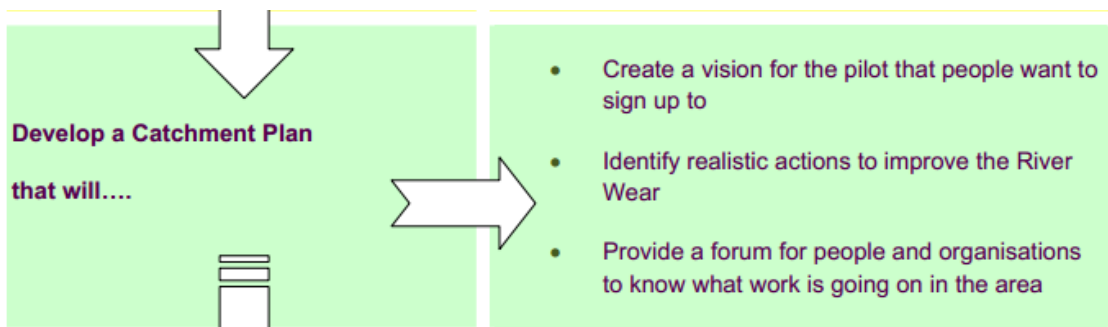 Develop a Catchment Plan
that will....
• Create a vision for the pilot that people want to
sign up to
• Identify realistic actions to improve the River
Wear
• Provide a forum for people and organisations
to know what work is going on in the area